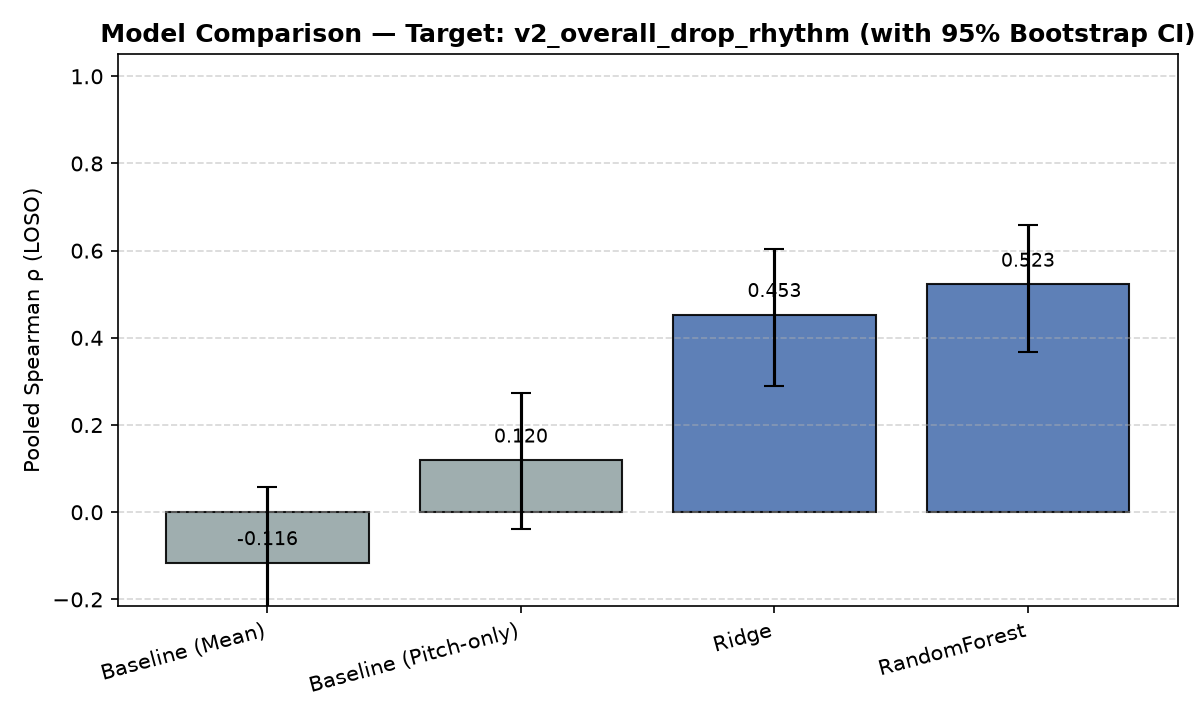 Model Comparison — Target: v2_overall_drop_rhythm (with 95% Bootstrap CI)
Pooled Spearman ρ (LOSO)
1.0
0.8
0.6
0.4
0.2
0.0
−0.2
-0.116
0.120
0.453
0.523
Baseline (Mean)
Baseline (Pitch-only)
Ridge
RandomForest